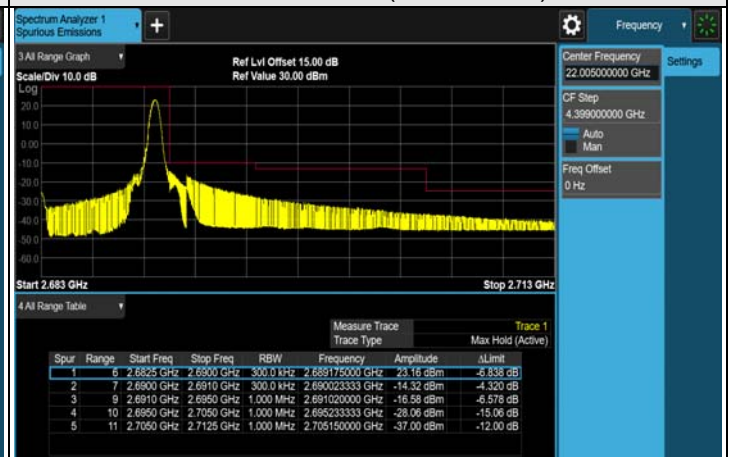 Spectrum Analyzer 1
Spurious Emissions
+
Frequency
3 All Range Graph
Ref Lvl Offset 15.00 dB
Scale/Div 10.0 dB
Ref Value 30.00 dBm
Log
20.0
10.0
0.00
-10.0
-20.0
-30.0
-40.0
-50.0
-60.0
Start 2.683 GHz
Stop 2.713 GHz
Center Frequency
22.005000000 GHz
Settings
CF Step
4.399000000 GHz
Auto
Man
Freq Offset
0 Hz
4 All Range Table
Measure Trace Trace 1
Trace Type Max Hold (Active)
Spur Range Start Freq Stop Freq RBW Frequency Amplitude ΔLimit
1 6 2.6825 GHz 2.6900 GHz 300.0 kHz 2.689175000 GHz 23.16 dBm -6.838 dB
2 7 2.6900 GHz 2.6910 GHz 300.0 kHz 2.690023333 GHz -14.32 dBm -4.320 dB
3 9 2.6910 GHz 2.6950 GHz 1.000 MHz 2.691020000 GHz -16.58 dBm -6.578 dB
4 10 2.6950 GHz 2.7050 GHz 1.000 MHz 2.695233333 GHz -28.06 dBm -15.06 dB
5 11 2.7050 GHz 2.7125 GHz 1.000 MHz 2.705150000 GHz -37.00 dBm -12.00 dB